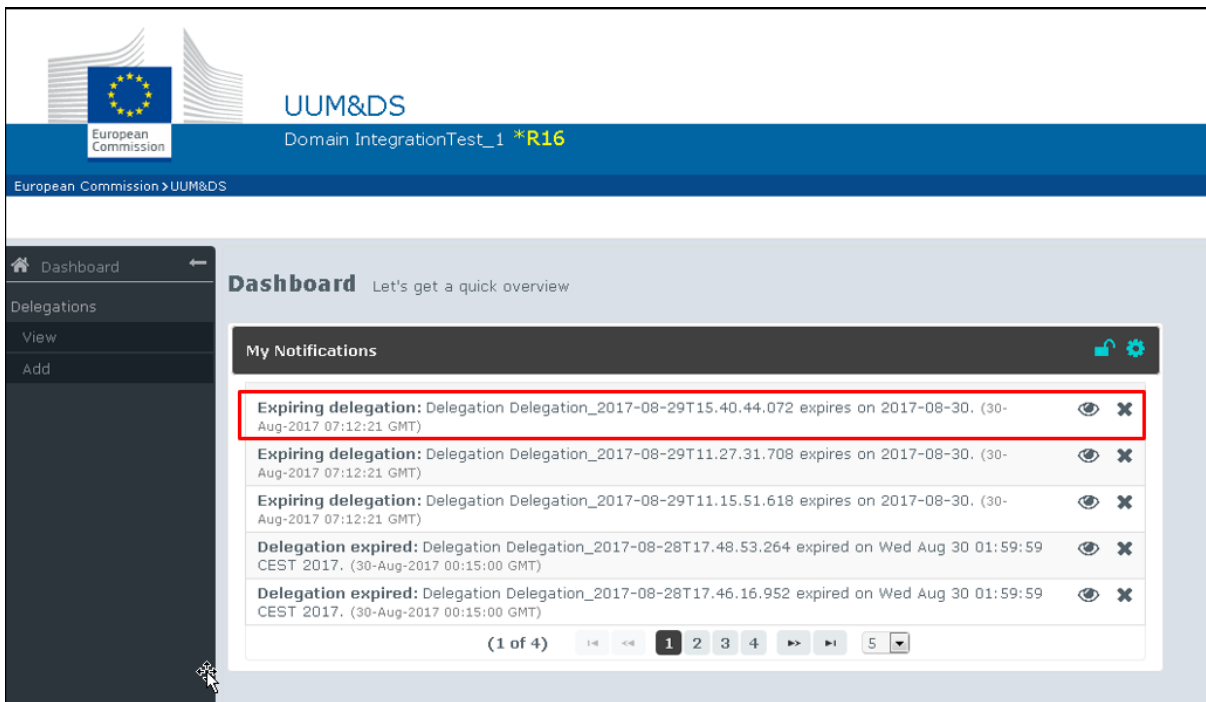 UUM&DS
European
Commission
Domain IntegrationTest_1 *R16
European Commission>UUM&DS
Dashboard
Dashboard Let's get a quick overview
Delegations
View
Add
My Notifications
Expiring delegation: Delegation Delegation_2017-08-29T15.40.44.072 expires on 2017-08-30. (30-
Aug-2017 07:12:21 GMT)
Expiring delegation: Delegation Delegation_2017-08-29T11.27.31.708 expires on 2017-08-30. (30-
Aug-2017 07:12:21 GMT)
Expiring delegation: Delegation Delegation_2017-08-29T11.15.51.618 expires on 2017-08-30. (30-
Aug-2017 07:12:21 GMT)
Delegation expired: Delegation Delegation_2017-08-28T17.48.53.264 expired on Wed Aug 30 01:59:59
CEST 2017. (30-Aug-2017 00:15:00 GMT)
Delegation expired: Delegation Delegation_2017-08-28T17.46.16.952 expired on Wed Aug 30 01:59:59
CEST 2017. (30-Aug-2017 00:15:00 GMT)
(1 of 4) 1 2 3 4 5